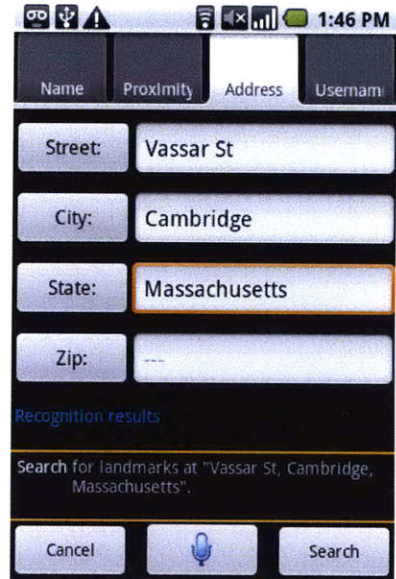 1:46 PM
Name Proximity Address Usernam
Street: Vassar St
City: Cambridge
State: Massachusetts
Zip: ---
Recognition results
Search for landmarks at "Vassar St, Cambridge,
Massachusetts".
Cancel Search